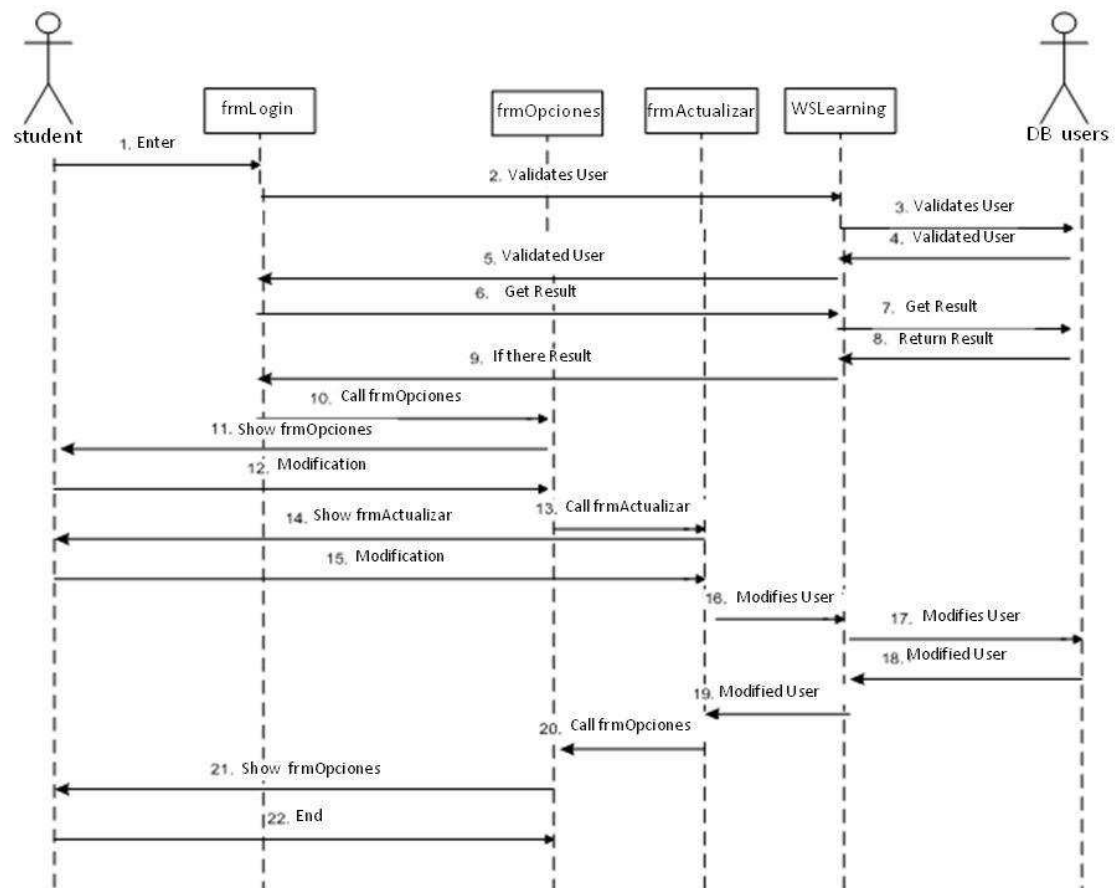 frmLogin
frmOpciones
frmActualizar
WSLearning
student
DB users
1. Enter
2. Validates User
3. Validates User
4. Validated User
5. Validated User
6. Get Result
7. Get Result
8. Return Result
9. If there Result
10. Call frmOpciones
11. Show frmOpciones
12. Modification
13. Call frmActualizar
14. Show frmActualizar
15. Modification
16. Modifies User
17. Modifies User
18. Modified User
19. Modified User
20. Call frmOpciones
21. Show frmOpciones
22. End